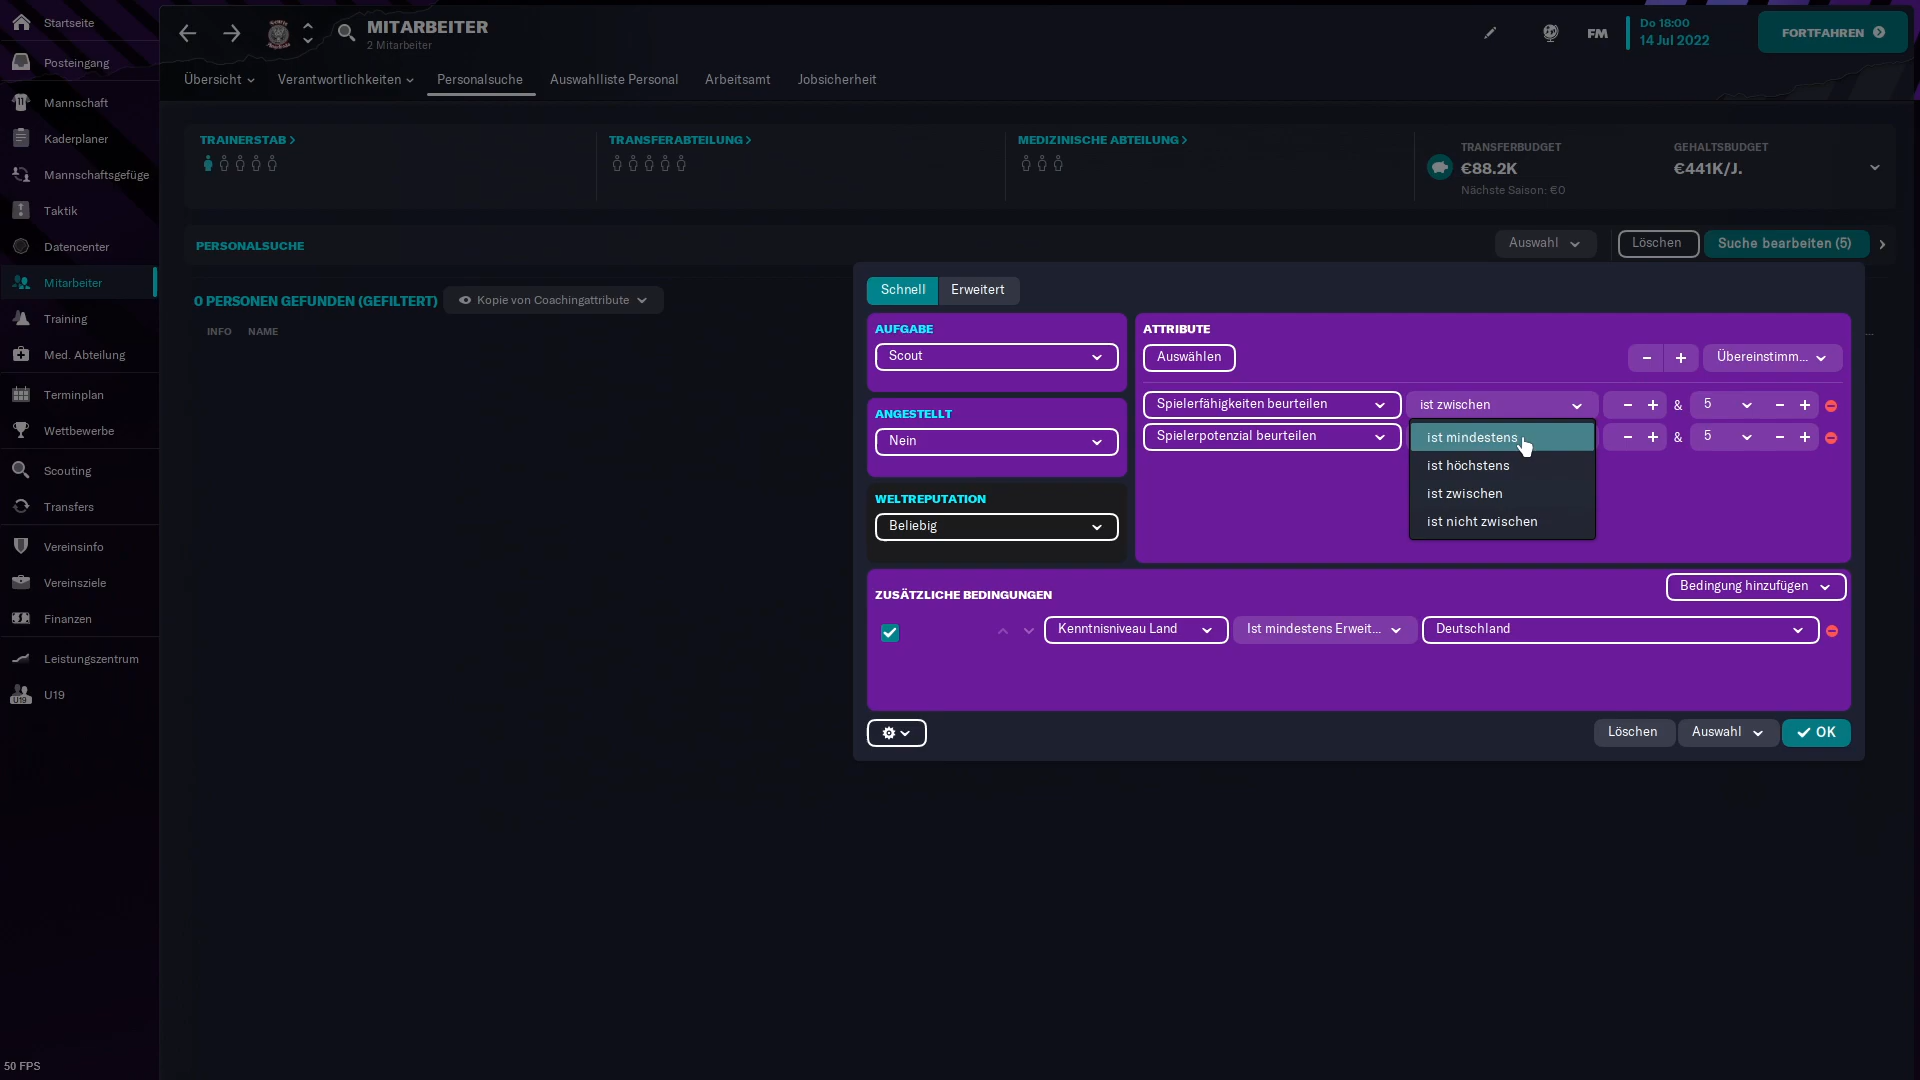 Startseite
Posteingang
Mannschaft
Kaderplaner
Mannschaftsgefüge
Taktik
Datencenter
Mitarbeiter
Training
Med. Abteilung
Terminplan
Wettbewerbe
Scouting
Transfers
Vereinsinfo
Vereinsziele
Finanzen
Leistungszentrum
U19
50 FPS
MITARBEITER
2 Mitarbeiter
FM
Do 18:00
14 Jul 2022
FORTFAHREN
Übersicht Verantwortlichkeiten Personalsuche Auswahlliste Personal Arbeitsamt Jobsicherheit
TRAINERSTAB TRANSFERABTEILUNG MEDIZINISCHE ABTEILUNG
TRANSFERBUDGET GEHALTSBUDGET
€88.2K €441K/J.
Nächste Saison: €0
PERSONALSUCHE Auswahl Löschen Suche bearbeiten (5)
0 PERSONEN GEFUNDEN (GEFILTERT) Kopie von Coachingattribute
INFO NAME
Schnell Erweitert
AUFGABE
Scout
ANGESTELLT
Nein
WELTREPUTATION
Beliebig
ATTRIBUTE
Auswählen - + Übereinstimm...
Spielerfähigkeiten beurteilen ist zwischen - + & 5 - +
Spielerpotenzial beurteilen - + & 5 - +
ist mindestens
ist höchstens
ist zwischen
ist nicht zwischen
ZUSÄTZLICHE BEDINGUNGEN Bedingung hinzufügen
Kenntnisniveau Land Ist mindestens Erweit... Deutschland
Löschen Auswahl OK